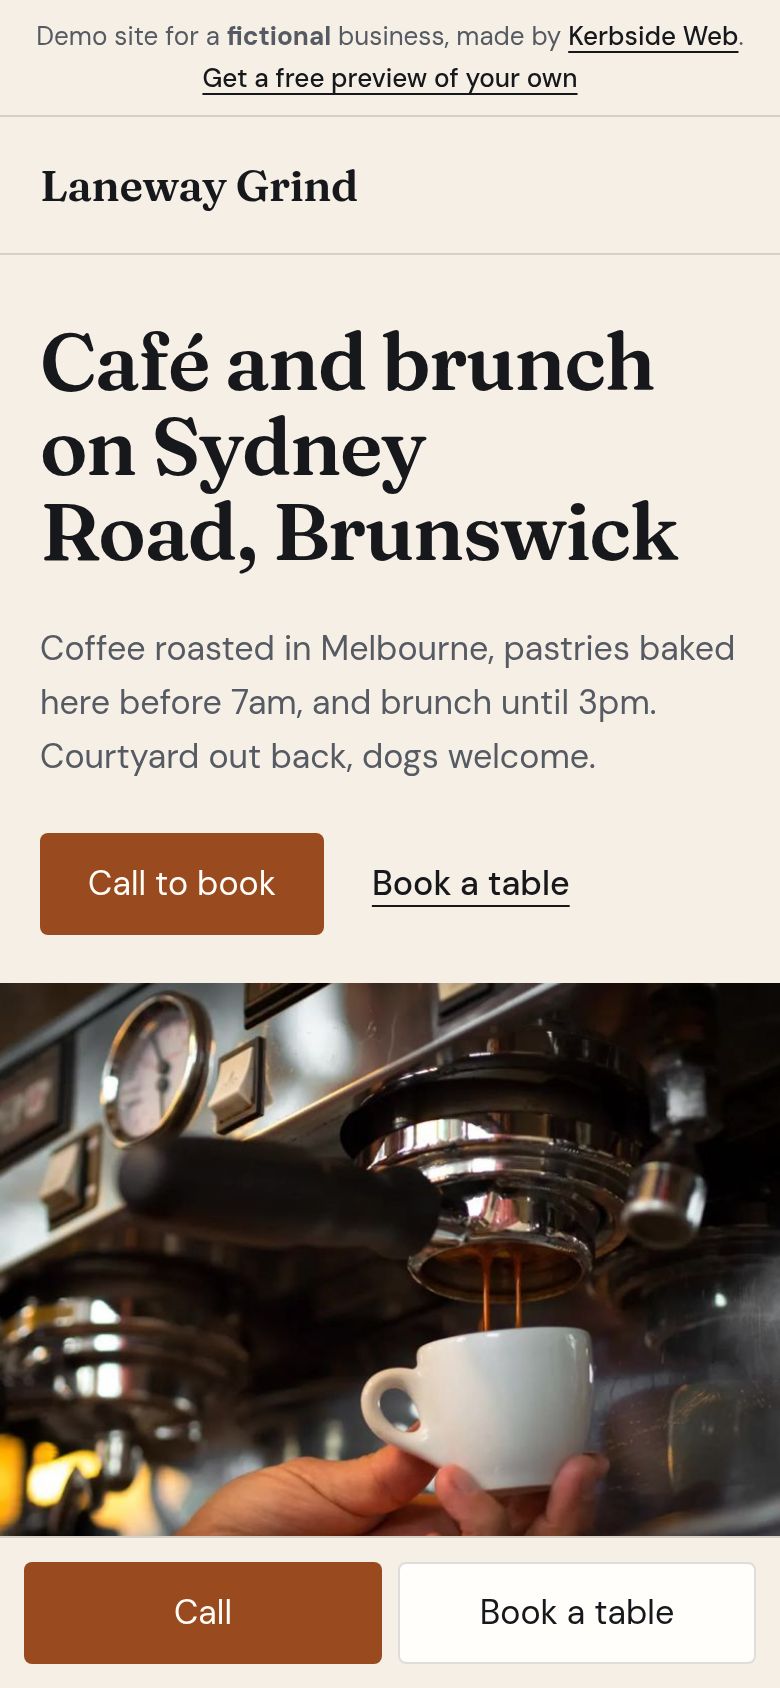 Demo site for a fictional business, made by Kerbside Web.
Get a free preview of your own
Laneway Grind
Café and brunch
on Sydney
Road, Brunswick
Coffee roasted in Melbourne, pastries baked
here before 7am, and brunch until 3pm.
Courtyard out back, dogs welcome.
Call to book
Book a table
Call
Book a table